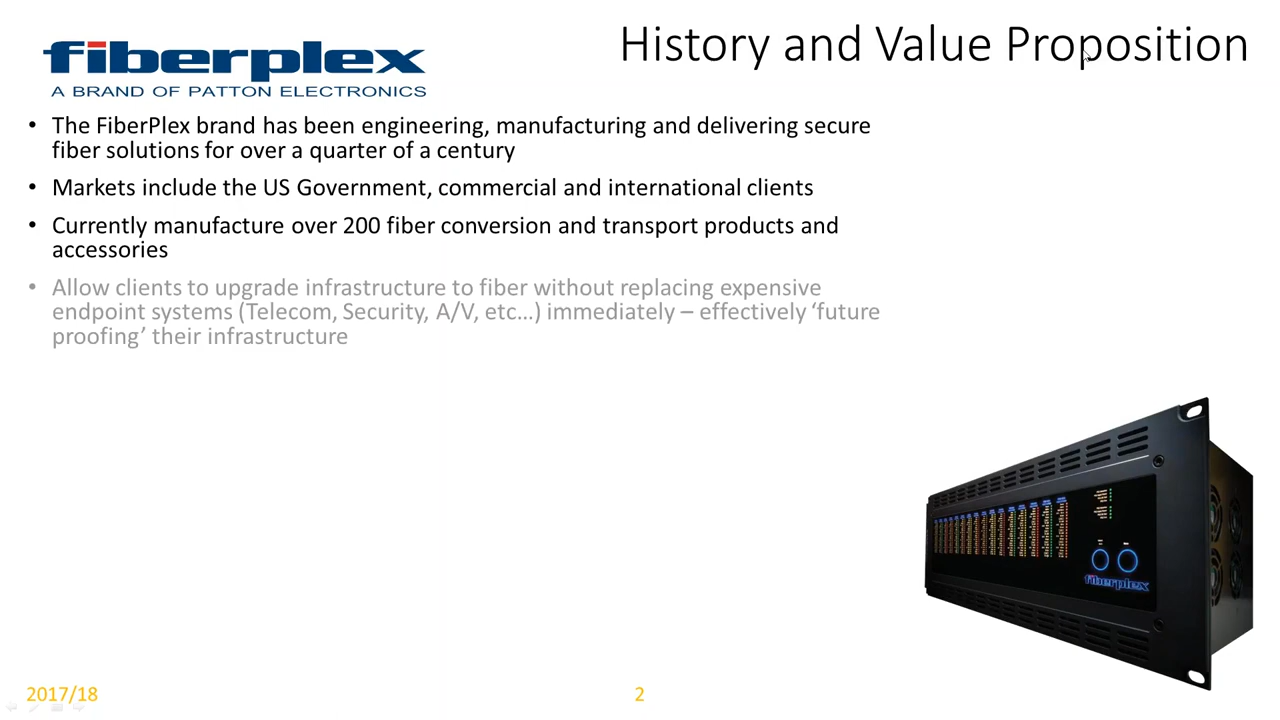 fiberplex
A BRAND OF PATTON ELECTRONICS
History and Value Proposition
• The FiberPlex brand has been engineering, manufacturing and delivering secure
fiber solutions for over a quarter of a century
• Markets include the US Government, commercial and international clients
• Currently manufacture over 200 fiber conversion and transport products and
accessories
• Allow clients to upgrade infrastructure to fiber without replacing expensive
endpoint systems (Telecom, Security, A/V, etc…) immediately – effectively ‘future
proofing’ their infrastructure
fiberplex
2017/18
2